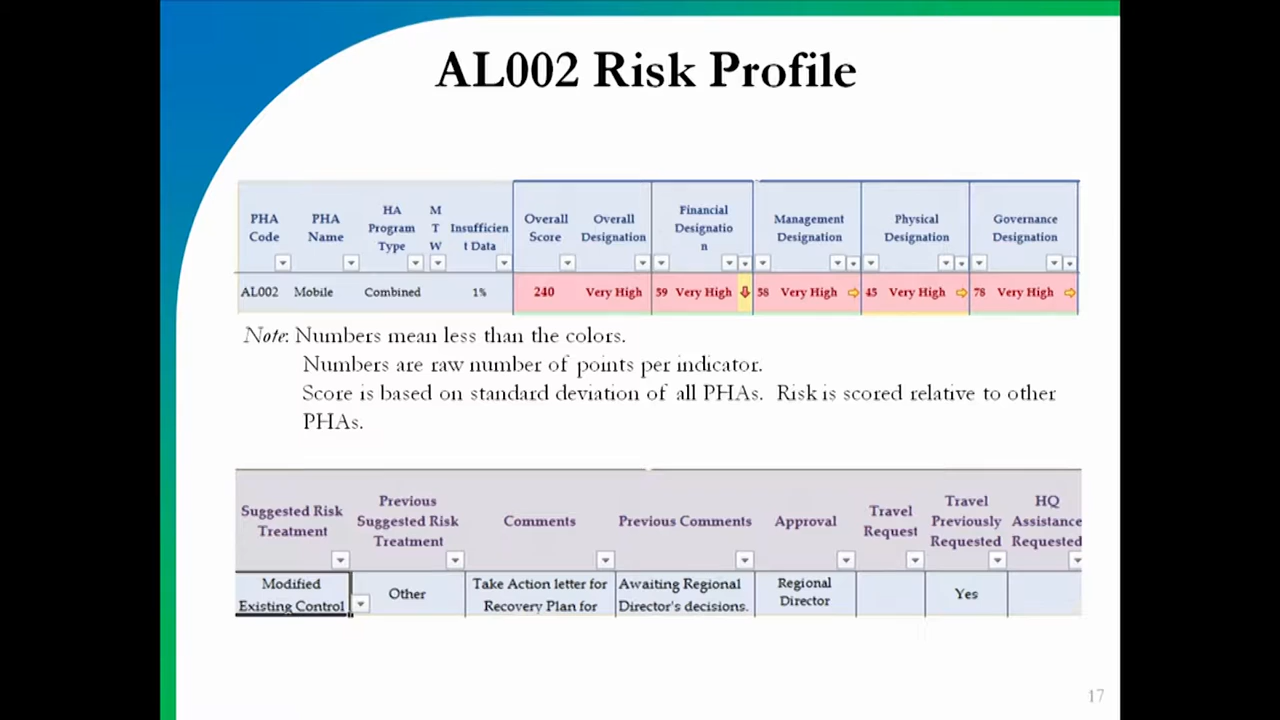 AL002 Risk Profile
PHA Code
PHA Name
HA Program Type
M T W
Insufficien t Data
Overall Score
Overall Designation
Financial Designatio n
Management Designation
Physical Designation
Governance Designation
AL002 Mobile Combined 1% 240 Very High 59 Very High 58 Very High 45 Very High 78 Very High
Note: Numbers mean less than the colors.
Numbers are raw number of points per indicator.
Score is based on standard deviation of all PHAs. Risk is scored relative to other
PHAs.
Suggested Risk Treatment
Previous Suggested Risk Treatment
Comments
Previous Comments
Approval
Travel Request
Travel Previously Requested
HQ Assistance Requested
Modified Existing Control
Other
Take Action letter for Recovery Plan for
Awaiting Regional Director's decisions.
Regional Director
Yes
17